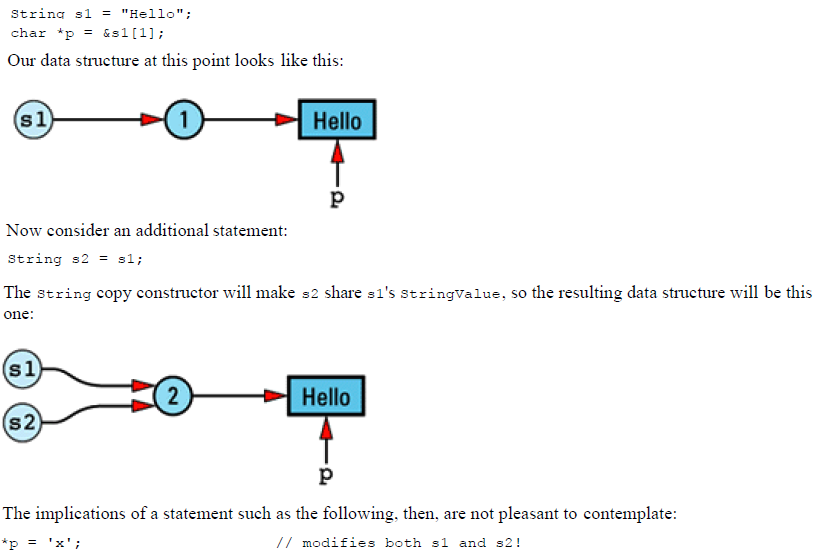 String s1 = "Hello";
char *p = &s1[1];
Our data structure at this point looks like this:
s1 1 Hello
p
Now consider an additional statement:
String s2 = s1;
The String copy constructor will make s2 share s1's StringValue, so the resulting data structure will be this
one:
s1
2 Hello
s2
p
The implications of a statement such as the following, then, are not pleasant to contemplate:
*p = 'x'; // modifies both s1 and s2!